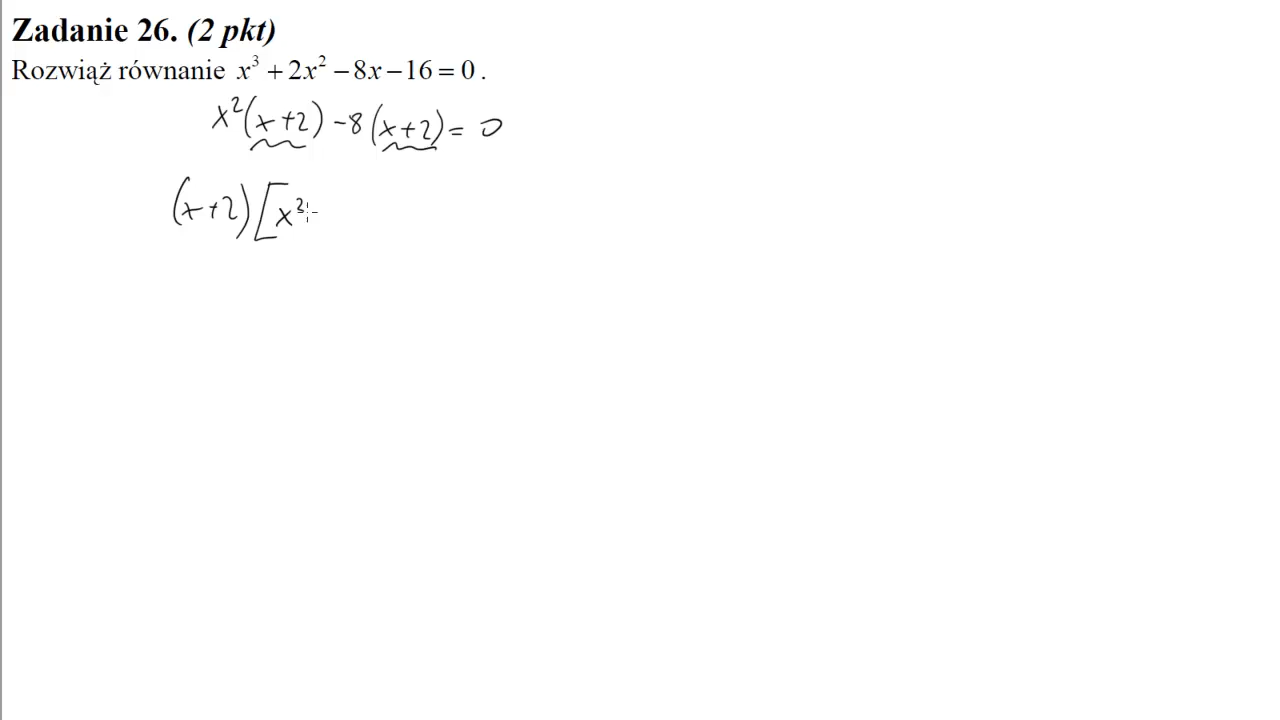 Zadanie 26. (2 pkt)
Rozwiąż równanie x³ + 2x² − 8x − 16 = 0 .
x²(x+2) −8(x+2) = 0
(x+2)[x²